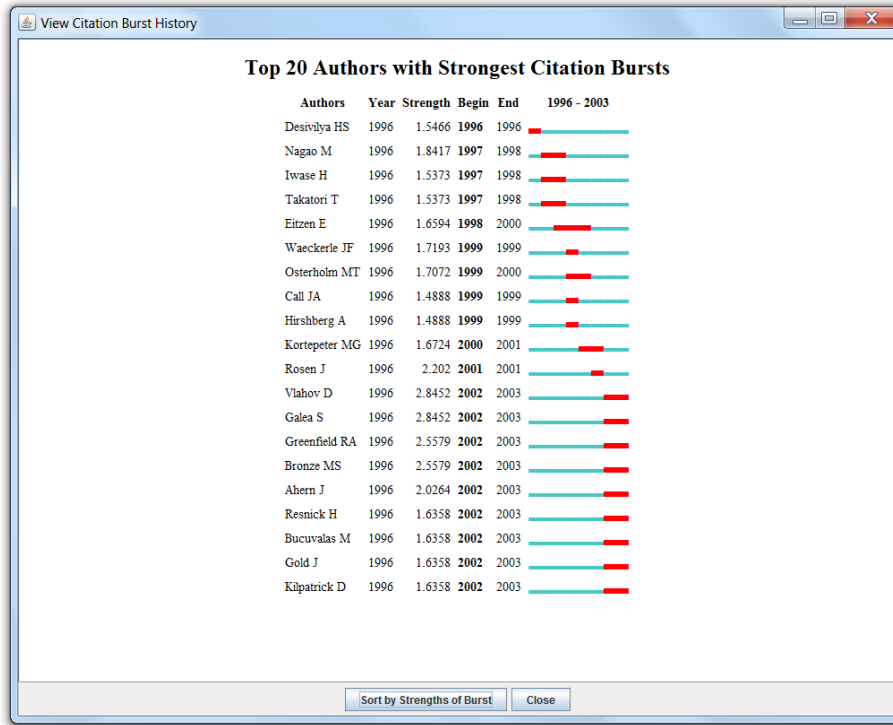 View Citation Burst History
Top 20 Authors with Strongest Citation Bursts
Authors Year Strength Begin End 1996 - 2003
Desivilya HS 1996 1.5466 1996 1996
Nagao M 1996 1.8417 1997 1998
Iwase H 1996 1.5373 1997 1998
Takatori T 1996 1.5373 1997 1998
Eitzen E 1996 1.6594 1998 2000
Waeckerle JF 1996 1.7193 1999 1999
Osterholm MT 1996 1.7072 1999 2000
Call JA 1996 1.4888 1999 1999
Hirshberg A 1996 1.4888 1999 1999
Kortepeter MG 1996 1.6724 2000 2001
Rosen J 1996 2.202 2001 2001
Vlahov D 1996 2.8452 2002 2003
Galea S 1996 2.8452 2002 2003
Greenfield RA 1996 2.5579 2002 2003
Bronze MS 1996 2.5579 2002 2003
Ahern J 1996 2.0264 2002 2003
Resnick H 1996 1.6358 2002 2003
Bucuvalas M 1996 1.6358 2002 2003
Gold J 1996 1.6358 2002 2003
Kilpatrick D 1996 1.6358 2002 2003
Sort by Strengths of Burst Close